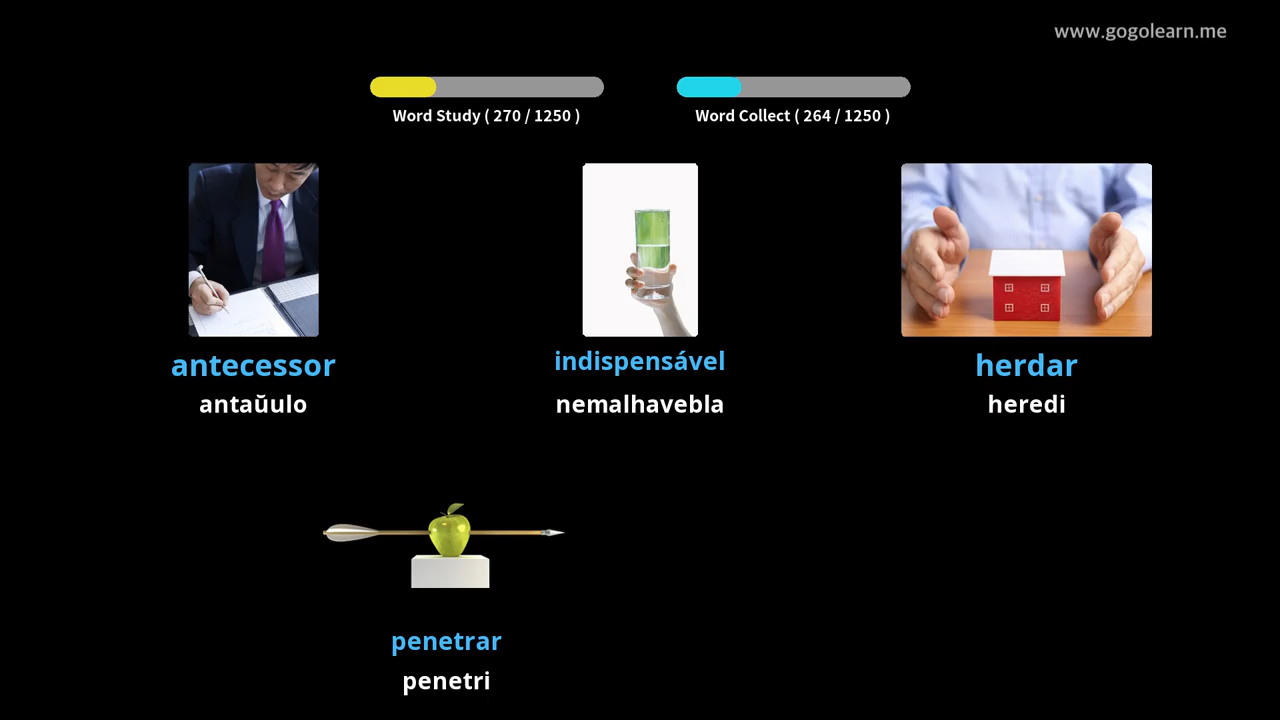 www.gogolearn.me
Word Study ( 270 / 1250 )
Word Collect ( 264 / 1250 )
antecessor
antaŭulo
indispensável
nemalhavebla
herdar
heredi
penetrar
penetri